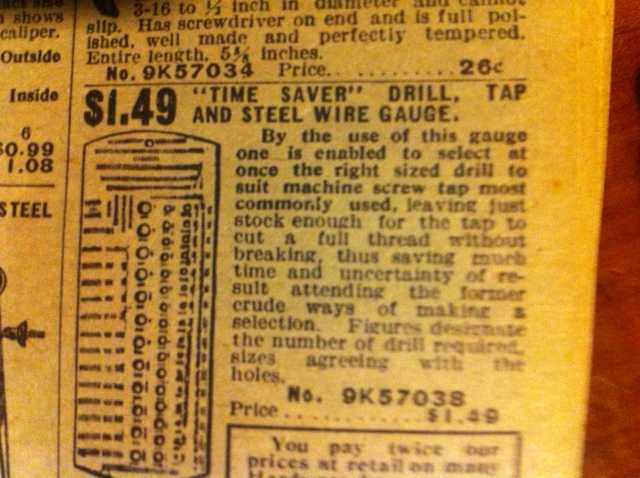 shows
caliper.
Outside
Inside
6
$0.99
1.08
STEEL
3-16 to ½ inch in diameter and cannot
slip. Has screwdriver on end and is full pol-
ished, well made and perfectly tempered.
Entire length, 5⅜ inches.
No. 9K57034 Price.. .......... 26c
$1.49 "TIME SAVER" DRILL, TAP
AND STEEL WIRE GAUGE.
By the use of this gauge
one is enabled to select at
once the right sized drill to
suit machine screw tap most
commonly used, leaving just
stock enough for the tap to
cut a full thread without
breaking, thus saving much
time and uncertainty of re-
sult attending the former
crude ways of making a
selection. Figures designate
the number of drill required,
sizes agreeing with the
holes.
No. 9K57038
Price .............. $1.49
You pay twice our
prices at retail on many